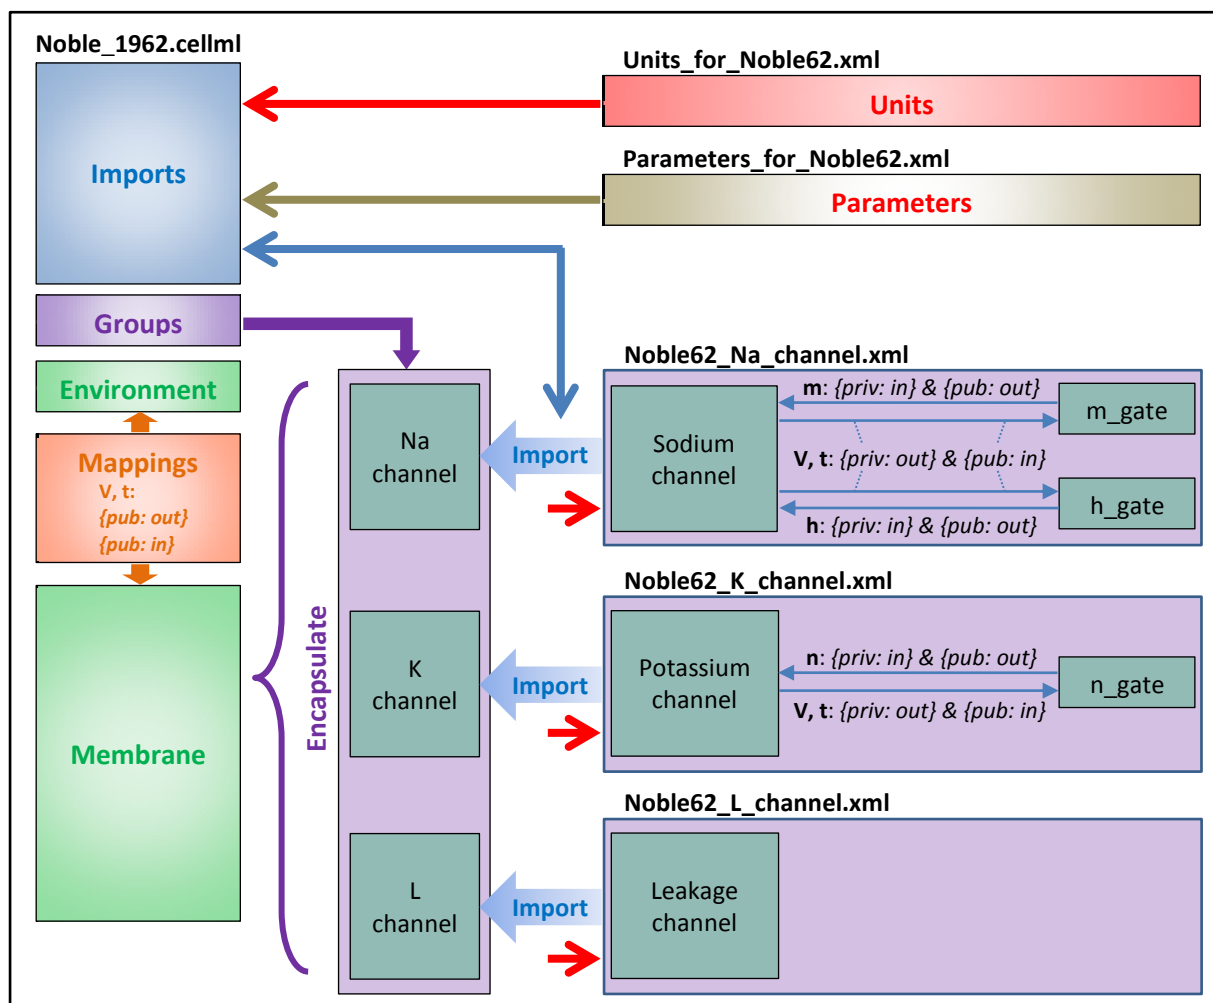 Noble_1962.cellml
Imports
Groups
Environment
Mappings
V, t:
{pub: out}
{pub: in}
Membrane
Encapsulate
Na
channel
K
channel
L
channel
Import
Import
Import
Units_for_Noble62.xml
Units
Parameters_for_Noble62.xml
Parameters
Noble62_Na_channel.xml
Sodium
channel
m: {priv: in} & {pub: out}
m_gate
V, t: {priv: out} & {pub: in}
h_gate
h: {priv: in} & {pub: out}
Noble62_K_channel.xml
Potassium
channel
n: {priv: in} & {pub: out}
n_gate
V, t: {priv: out} & {pub: in}
Noble62_L_channel.xml
Leakage
channel